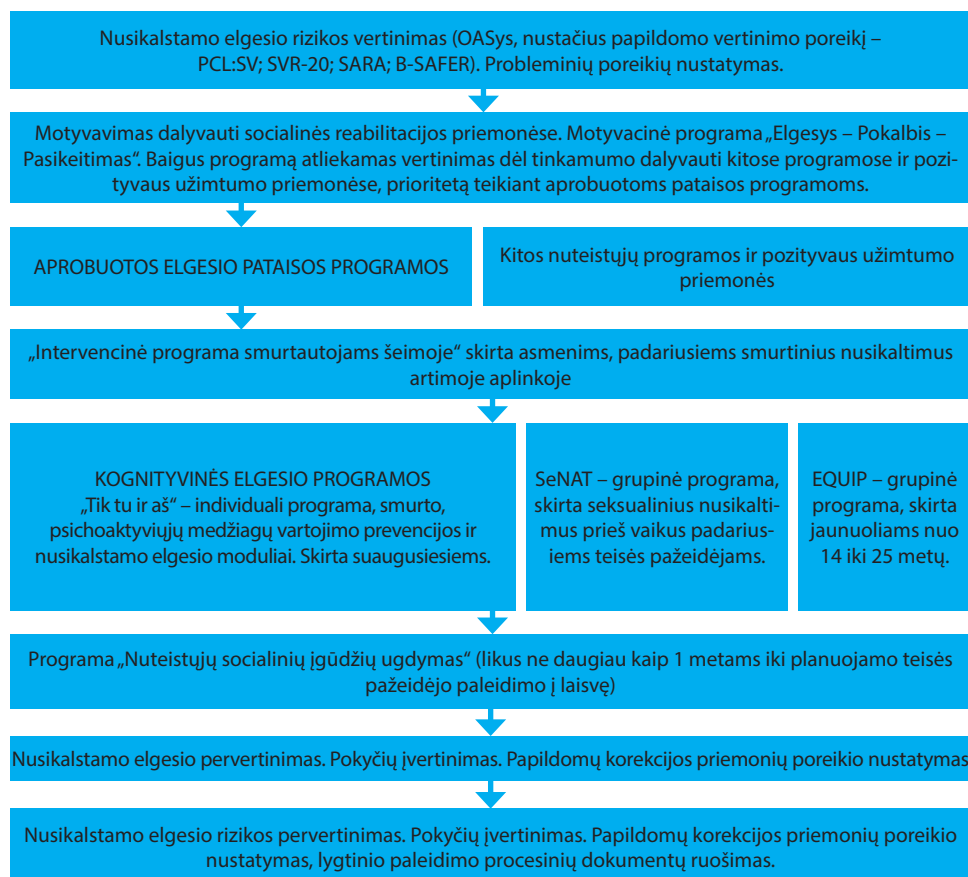 Nusikalstamo elgesio rizikos vertinimas (OASys, nustačius papildomo vertinimo poreikį –
PCL:SV; SVR-20; SARA; B-SAFER). Probleminių poreikių nustatymas.
Motyvavimas dalyvauti socialinės reabilitacijos priemonėse. Motyvacinė programa „Elgesys – Pokalbis –
Pasikeitimas“. Baigus programą atliekamas vertinimas dėl tinkamumo dalyvauti kitose programose ir pozi-
tyvaus užimtumo priemonėse, prioritetą teikiant aprobuotoms pataisos programoms.
APROBUOTOS ELGESIO PATAISOS PROGRAMOS
Kitos nuteistųjų programos ir pozityvaus užimtumo
priemonės
„Intervencinė programa smurtautojams šeimoje“ skirta asmenims, padariusiems smurtinius nusikaltimus
artimoje aplinkoje
KOGNITYVINĖS ELGESIO PROGRAMOS
„Tik tu ir aš“ – individuali programa, smurto,
psichoaktyviųjų medžiagų vartojimo prevencijos ir
nusikalstamo elgesio moduliai. Skirta suaugusiesiems.
SeNAT – grupinė programa,
skirta seksualinius nusikalti-
mus prieš vaikus padarius-
iems teisės pažeidėjams.
EQUIP – grupinė
programa, skirta
jaunuoliams nuo
14 iki 25 metų.
Programa „Nuteistųjų socialinių įgūdžių ugdymas“ (likus ne daugiau kaip 1 metams iki planuojamo teisės
pažeidėjo paleidimo į laisvę)
Nusikalstamo elgesio pervertinimas. Pokyčių įvertinimas. Papildomų korekcijos priemonių poreikio nustatymas
Nusikalstamo elgesio rizikos pervertinimas. Pokyčių įvertinimas. Papildomų korekcijos priemonių poreikio
nustatymas, lygtinio paleidimo procesinių dokumentų ruošimas.